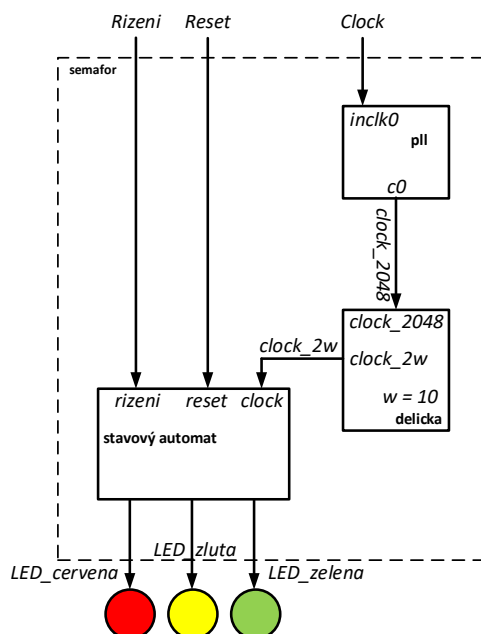 Rizeni Reset Clock
semafor
inclk0
pll
c0
clock_2048
clock_2048
clock_2w
clock_2w
w = 10
delicka
rizeni reset clock
stavový automat
LED_zluta
LED_cervena
LED_zelena